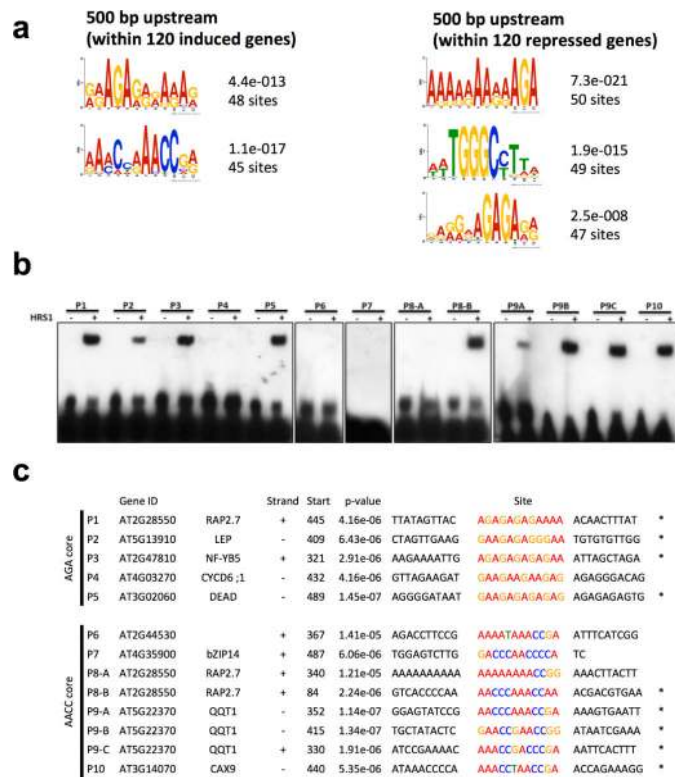 a
500 bp upstream
(within 120 induced genes)
4.4e-013
48 sites
1.1e-017
45 sites
500 bp upstream
(within 120 repressed genes)
7.3e-021
50 sites
1.9e-015
49 sites
2.5e-008
47 sites
b
P1 P2 P3 P4 P5 P6 P7 P8-A P8-B P9A P9B P9C P10
HRS1 - + - + - + - + - + - + - + - + - + - + - + - + - +
c
Gene ID Strand Start p-value Site
AGA core
P1 AT2G28550 RAP2.7 + 445 4.16e-06 TTATAGTTAC AGAGAGAGAAAA ACAACTTTAT *
P2 AT5G13910 LEP - 409 6.43e-06 CTAGTTGAAG GAGAGAGGGAA TGTGTGTTGG *
P3 AT2G47810 NF-YB5 + 321 2.91e-06 AAGAAAATTG AGAGAGAGAGAA ATTAGCTAGA *
P4 AT4G03270 CYCD6 ;1 - 432 4.16e-06 GTTAGAAGAT GAAGAAGAAGAG AGAGGGACAG
P5 AT3G02060 DEAD - 489 1.45e-07 AGGGGATAAT GAGAGAGAGAG AGAGAGAGTG *
AACC core
P6 AT2G44530 + 367 1.41e-05 AGACCTTCCG AAAATAAACCGA ATTTCATCGG
P7 AT4G35900 bZIP14 + 487 6.06e-06 TGGAGTCTTG GACCCAACCCCA TC
P8-A AT2G28550 RAP2.7 + 340 1.21e-05 AAAAAAAAAA AAAAAAAACCGG AAACTTACTT
P8-B AT2G28550 RAP2.7 + 84 2.24e-06 GTCACCCCAA AACCCAAACCAA ACGACGTGAA *
P9-A AT5G22370 QQT1 - 352 1.14e-07 GGAGTATCCG AACCCAAACCGA AAAGTGAATT *
P9-B AT5G22370 QQT1 - 415 1.34e-07 TGCTATACTC GAACCGAACCGG ATAATCGAAA *
P9-C AT5G22370 QQT1 + 330 1.91e-06 ATCCGAAAAC AAACCGACCCGA AATTCACTTT *
P10 AT3G14070 CAX9 - 440 5.35e-06 ATAAACCCCA AAACCTAACCGA ACCAGAAAGG *